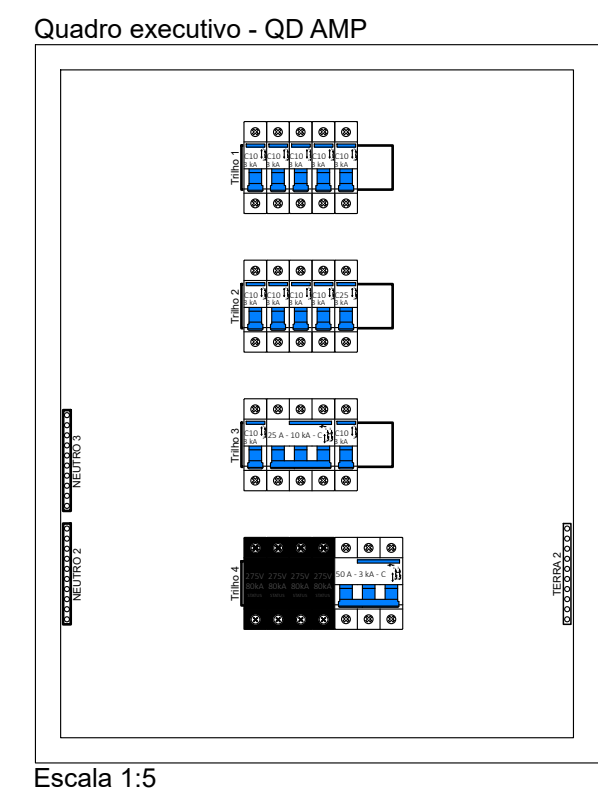 Quadro executivo - QD AMP
Trilho 1
C10 C10 C10 C10 C10
3 kA 3 kA 3 kA 3 kA 3 kA
Trilho 2
C10 C10 C10 C10 C25
3 kA 3 kA 3 kA 3 kA 3 kA
NEUTRO 3
Trilho 3
C10 25 A - 10 kA - C C10
3 kA 3 kA
NEUTRO 2
Trilho 4
275V 275V 275V 275V 50 A - 3 kA - C
80kA 80kA 80kA 80kA
TERRA 2
Escala 1:5